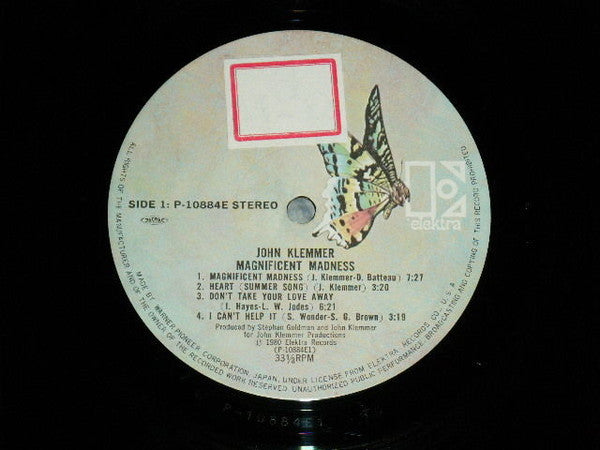 SIDE 1: P-10884E STEREO
elektra
JOHN KLEMMER
MAGNIFICENT MADNESS
1. MAGNIFICENT MADNESS (J. Klemmer-D. Batteau) 7:27
2. HEART (SUMMER SONG) (J. Klemmer) 3:20
3. DON'T TAKE YOUR LOVE AWAY
(I. Hayes-L. W. Judes) 6:21
4. I CAN'T HELP IT (S. Wonder-S. G. Brown) 3:19
Produced by Stephan Goldman and John Klemmer
for John Klemmer Productions
℗ 1980 Elektra Records
(P-10884E1)
33⅓RPM
ALL RIGHTS OF THE MANUFACTURER AND OF THE OWNER OF THE RECORDED WORK RESERVED. UNAUTHORIZED PUBLIC PERFORMANCE, BROADCASTING AND COPYING OF THIS RECORD PROHIBITED.
MADE BY WARNER-PIONEER CORPORATION, JAPAN, UNDER LICENSE FROM ELEKTRA RECORDS CO., U.S.A.
P-10884E